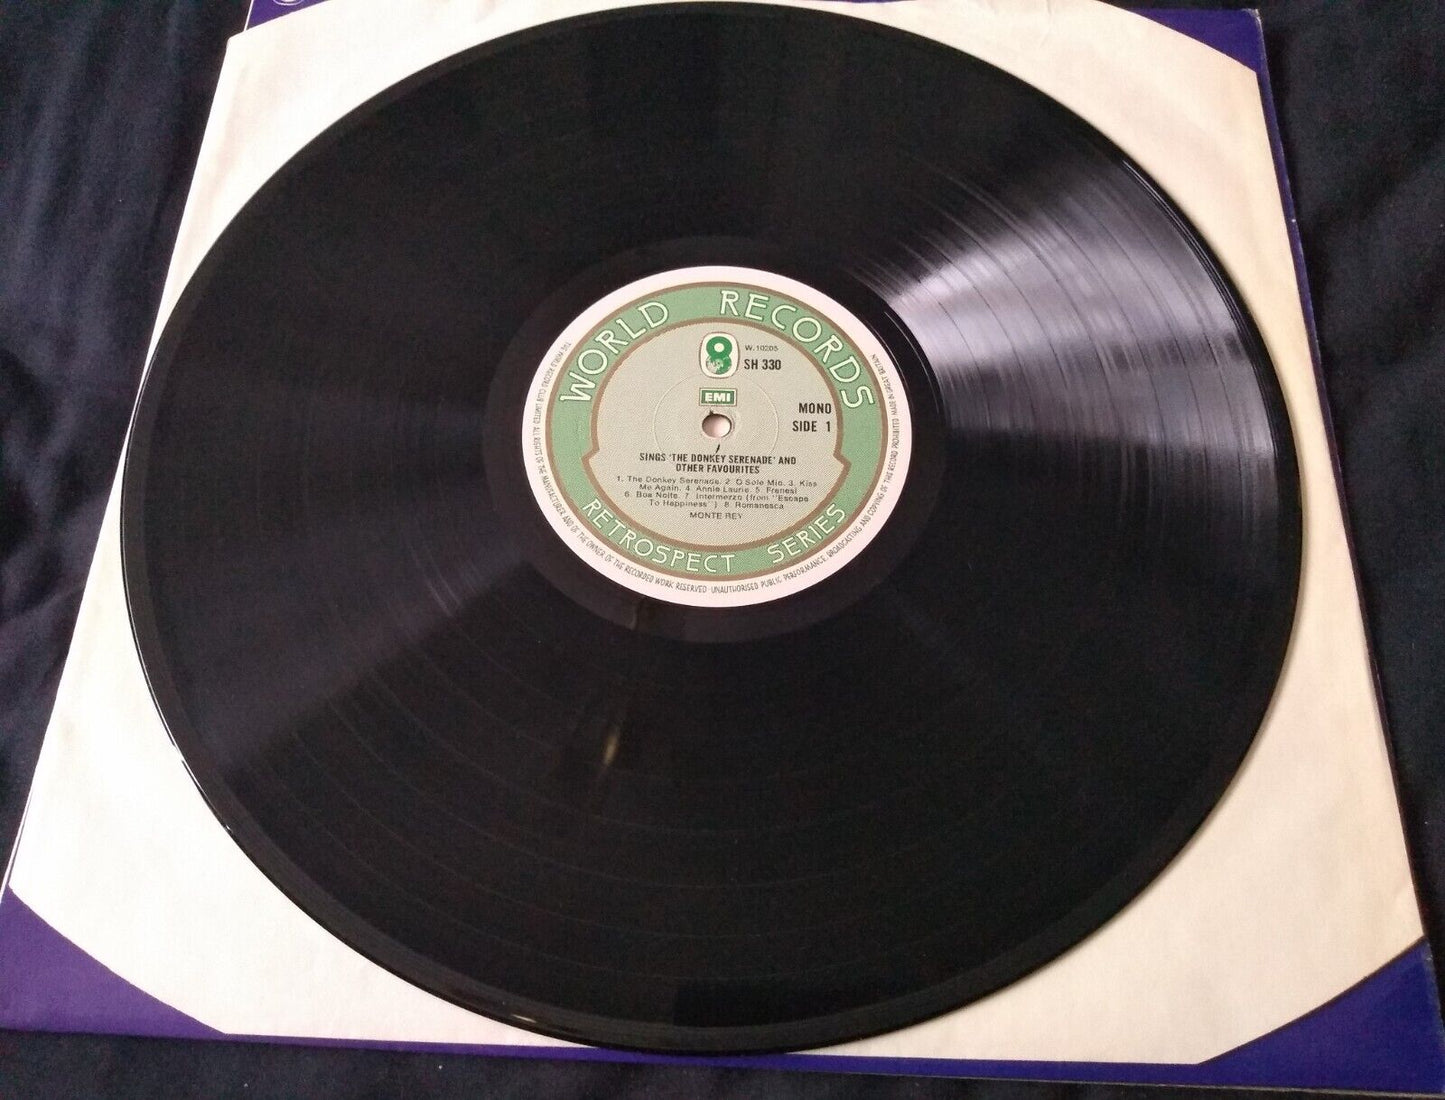 WORLD RECORDS
8
W.10205
SH 330
EMI
MONO
SIDE 1
SINGS 'THE DONKEY SERENADE' AND
OTHER FAVOURITES
1. The Donkey Serenade. 2. O Sole Mio. 3. Kiss
Me Again. 4. Annie Laurie. 5. Frenesi
6. Boa Noite. 7. Intermezzo (from "Escape
To Happiness") 8. Romanesca
MONTE REY
RETROSPECT SERIES
THE WORLD RECORD CLUB LIMITED. ALL RIGHTS OF THE MANUFACTURER AND OF THE OWNER OF THE RECORDED WORK RESERVED · UNAUTHORISED PUBLIC PERFORMANCE, BROADCASTING AND COPYING OF THIS RECORD PROHIBITED. MADE IN GREAT BRITAIN